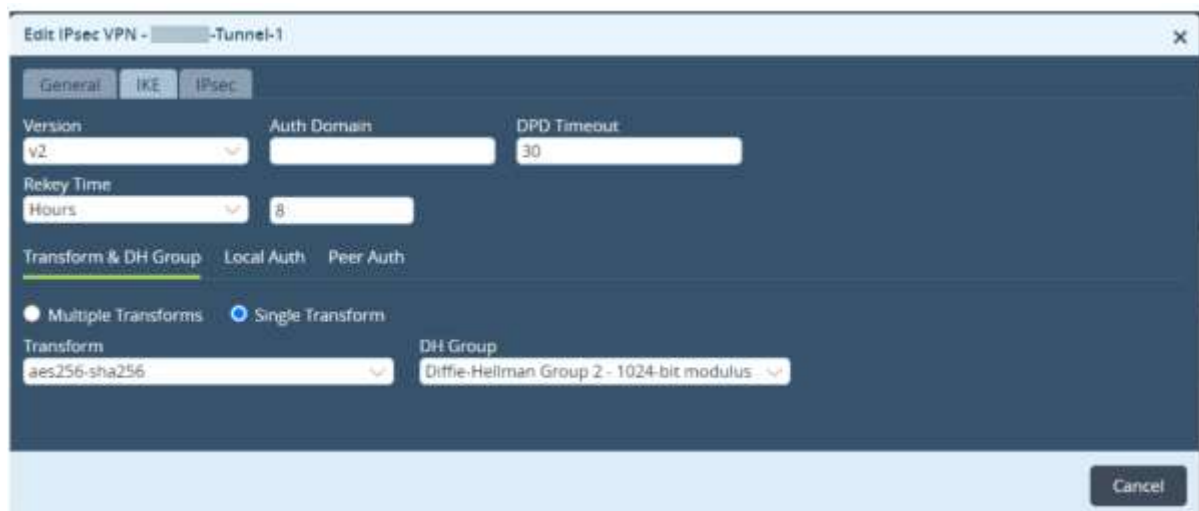 Edit IPsec VPN - -Tunnel-1
General IKE IPsec
Version Auth Domain DPD Timeout
v2 30
Rekey Time
Hours 8
Transform & DH Group Local Auth Peer Auth
Multiple Transforms Single Transform
Transform DH Group
aes256-sha256 Diffie-Hellman Group 2 - 1024-bit modulus
Cancel